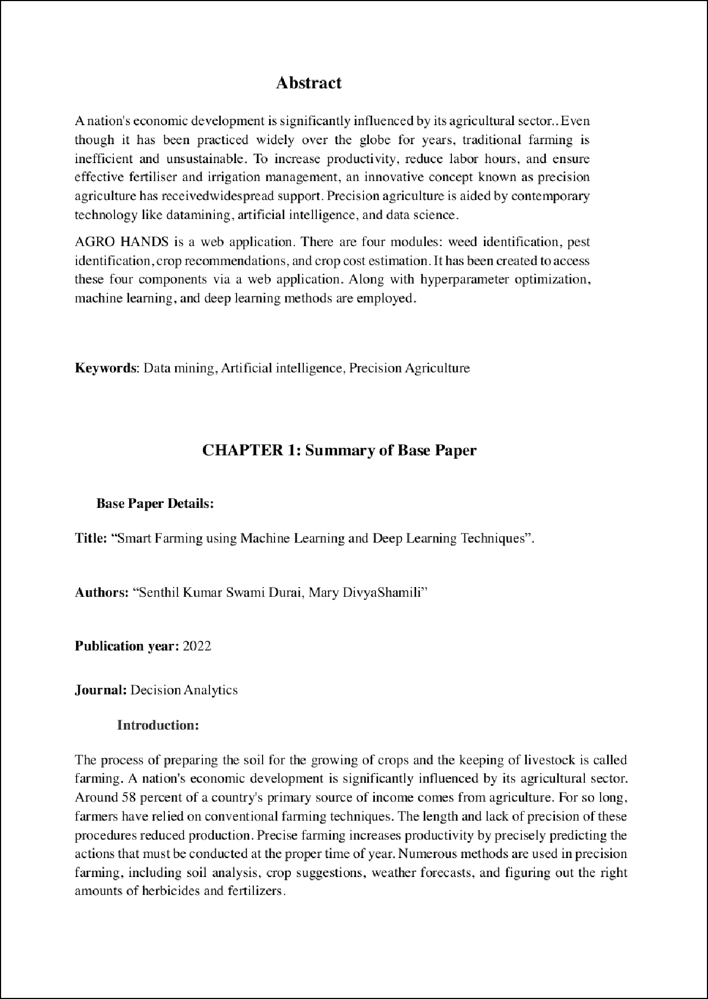 Abstract
A nation's economic development is significantly influenced by its agricultural sector.. Even
though it has been practiced widely over the globe for years, traditional farming is
inefficient and unsustainable. To increase productivity, reduce labor hours, and ensure
effective fertiliser and irrigation management, an innovative concept known as precision
agriculture has receivedwidespread support. Precision agriculture is aided by contemporary
technology like datamining, artificial intelligence, and data science.
AGRO HANDS is a web application. There are four modules: weed identification, pest
identification, crop recommendations, and crop cost estimation. It has been created to access
these four components via a web application. Along with hyperparameter optimization,
machine learning, and deep learning methods are employed.
Keywords: Data mining, Artificial intelligence, Precision Agriculture
CHAPTER 1: Summary of Base Paper
Base Paper Details:
Title: “Smart Farming using Machine Learning and Deep Learning Techniques”.
Authors: “Senthil Kumar Swami Durai, Mary DivyaShamili”
Publication year: 2022
Journal: Decision Analytics
Introduction:
The process of preparing the soil for the growing of crops and the keeping of livestock is called
farming. A nation's economic development is significantly influenced by its agricultural sector.
Around 58 percent of a country's primary source of income comes from agriculture. For so long,
farmers have relied on conventional farming techniques. The length and lack of precision of these
procedures reduced production. Precise farming increases productivity by precisely predicting the
actions that must be conducted at the proper time of year. Numerous methods are used in precision
farming, including soil analysis, crop suggestions, weather forecasts, and figuring out the right
amounts of herbicides and fertilizers.